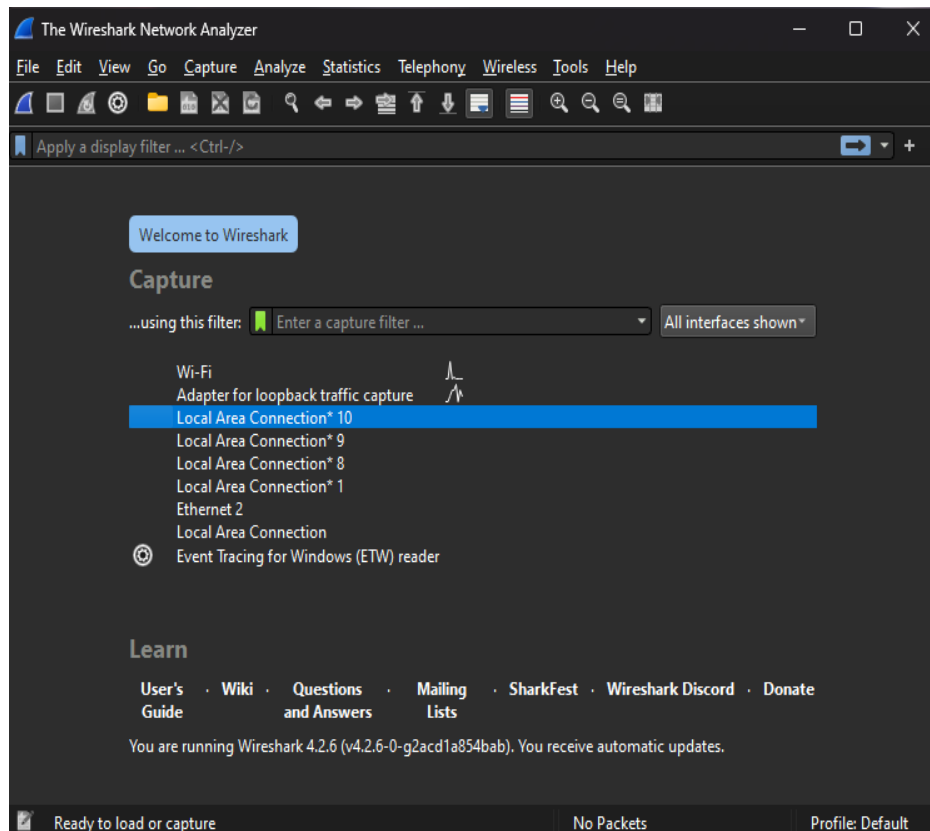 The Wireshark Network Analyzer
File Edit View Go Capture Analyze Statistics Telephony Wireless Tools Help
Apply a display filter ... <Ctrl-/>
Welcome to Wireshark
Capture
...using this filter: Enter a capture filter ... All interfaces shown
Wi-Fi
Adapter for loopback traffic capture
Local Area Connection* 10
Local Area Connection* 9
Local Area Connection* 8
Local Area Connection* 1
Ethernet 2
Local Area Connection
Event Tracing for Windows (ETW) reader
Learn
User's Guide · Wiki · Questions and Answers · Mailing Lists · SharkFest · Wireshark Discord · Donate
You are running Wireshark 4.2.6 (v4.2.6-0-g2acd1a854bab). You receive automatic updates.
Ready to load or capture No Packets Profile: Default